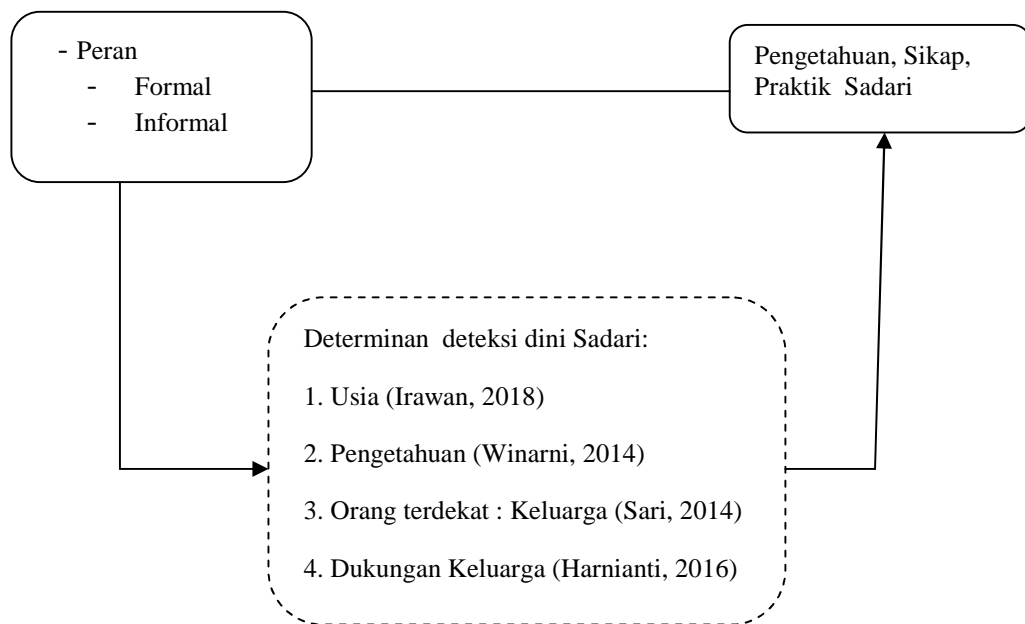 - Peran
- Formal
- Informal
Pengetahuan, Sikap,
Praktik Sadari
Determinan deteksi dini Sadari:
1. Usia (Irawan, 2018)
2. Pengetahuan (Winarni, 2014)
3. Orang terdekat : Keluarga (Sari, 2014)
4. Dukungan Keluarga (Harnianti, 2016)